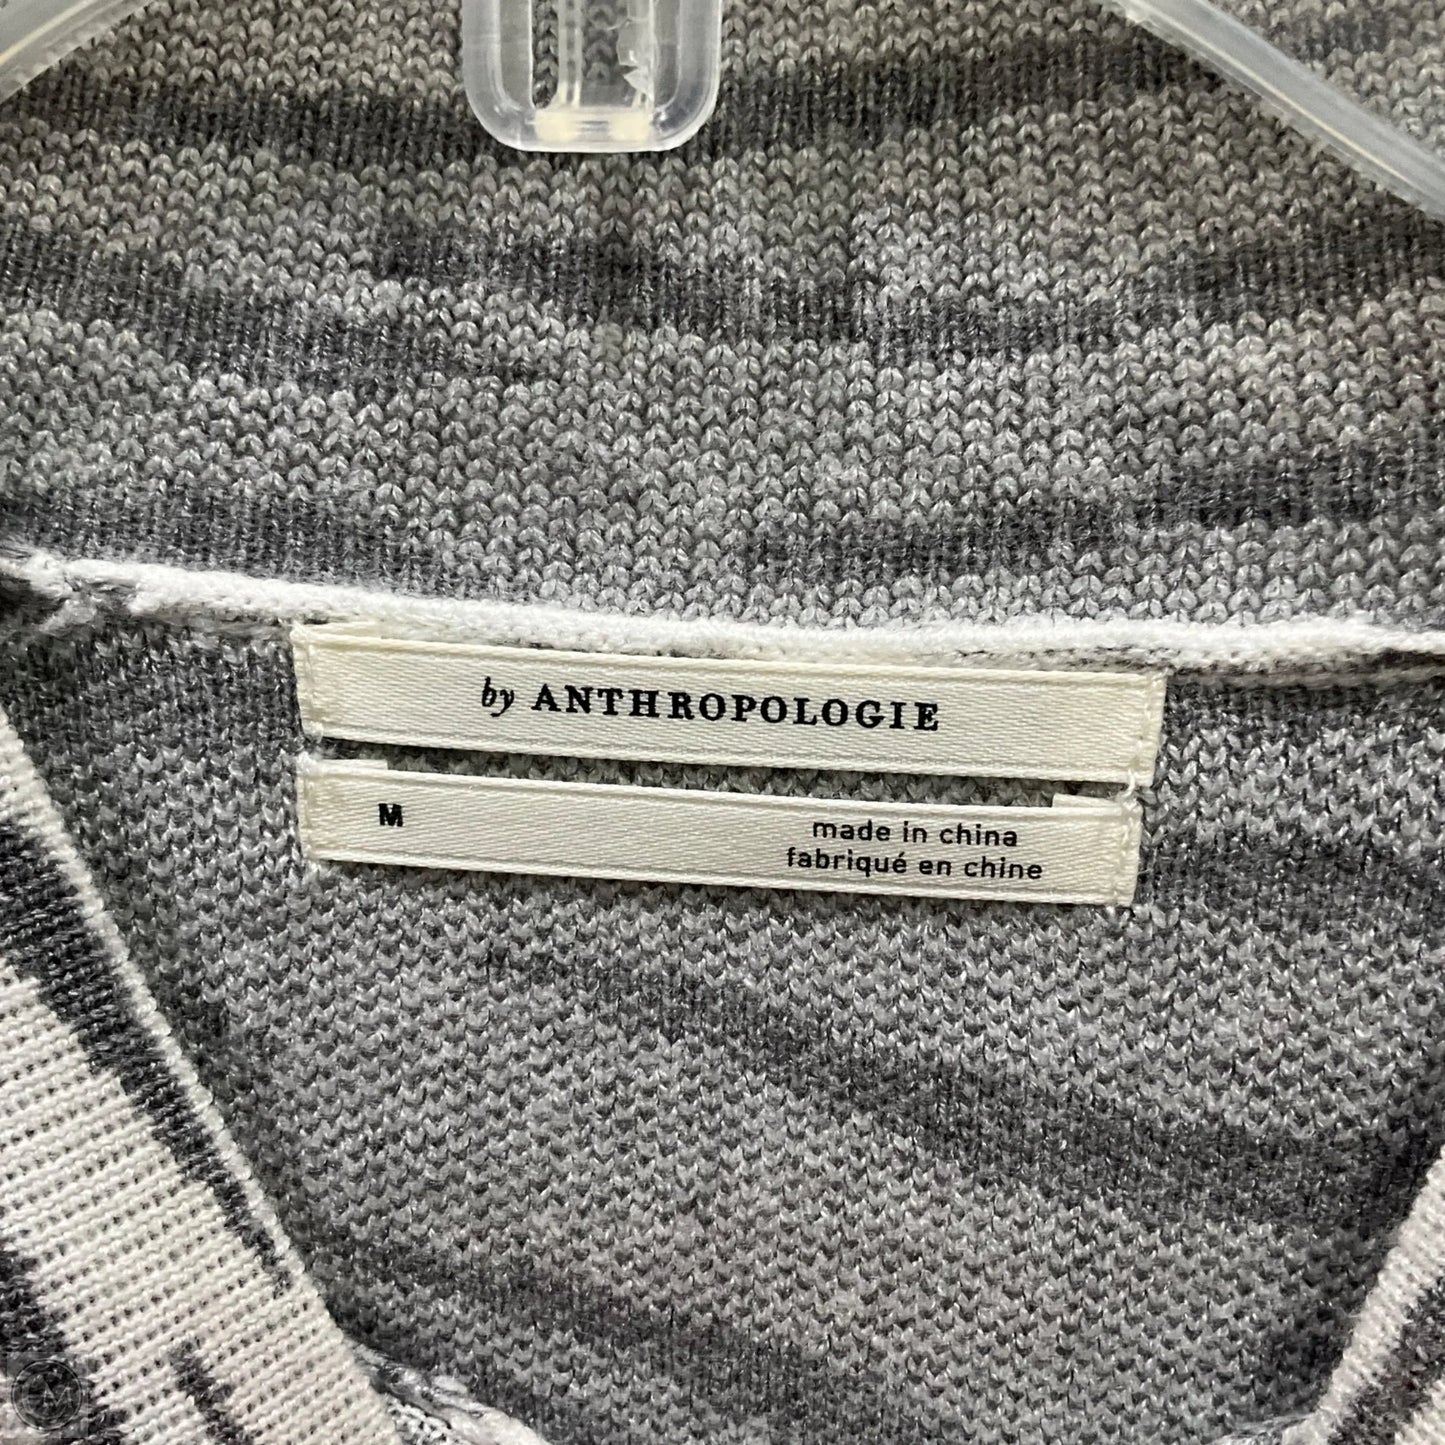 by ANTHROPOLOGIE
M
made in china
fabriqué en chine